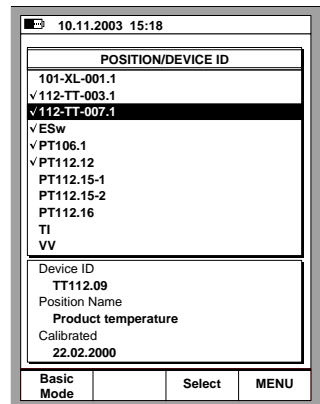 10.11.2003 15:18
POSITION/DEVICE ID
101-XL-001.1
√112-TT-003.1
√112-TT-007.1
√ESw
√PT106.1
√PT112.12
PT112.15-1
PT112.15-2
PT112.16
TI
VV
Device ID
TT112.09
Position Name
Product temperature
Calibrated
22.02.2000
Basic Mode
Select
MENU